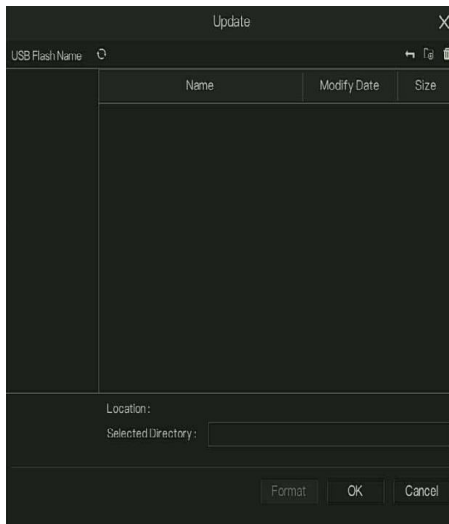 Update
USB Flash Name
Name Modify Date Size
Location :
Selected Directory :
Format OK Cancel